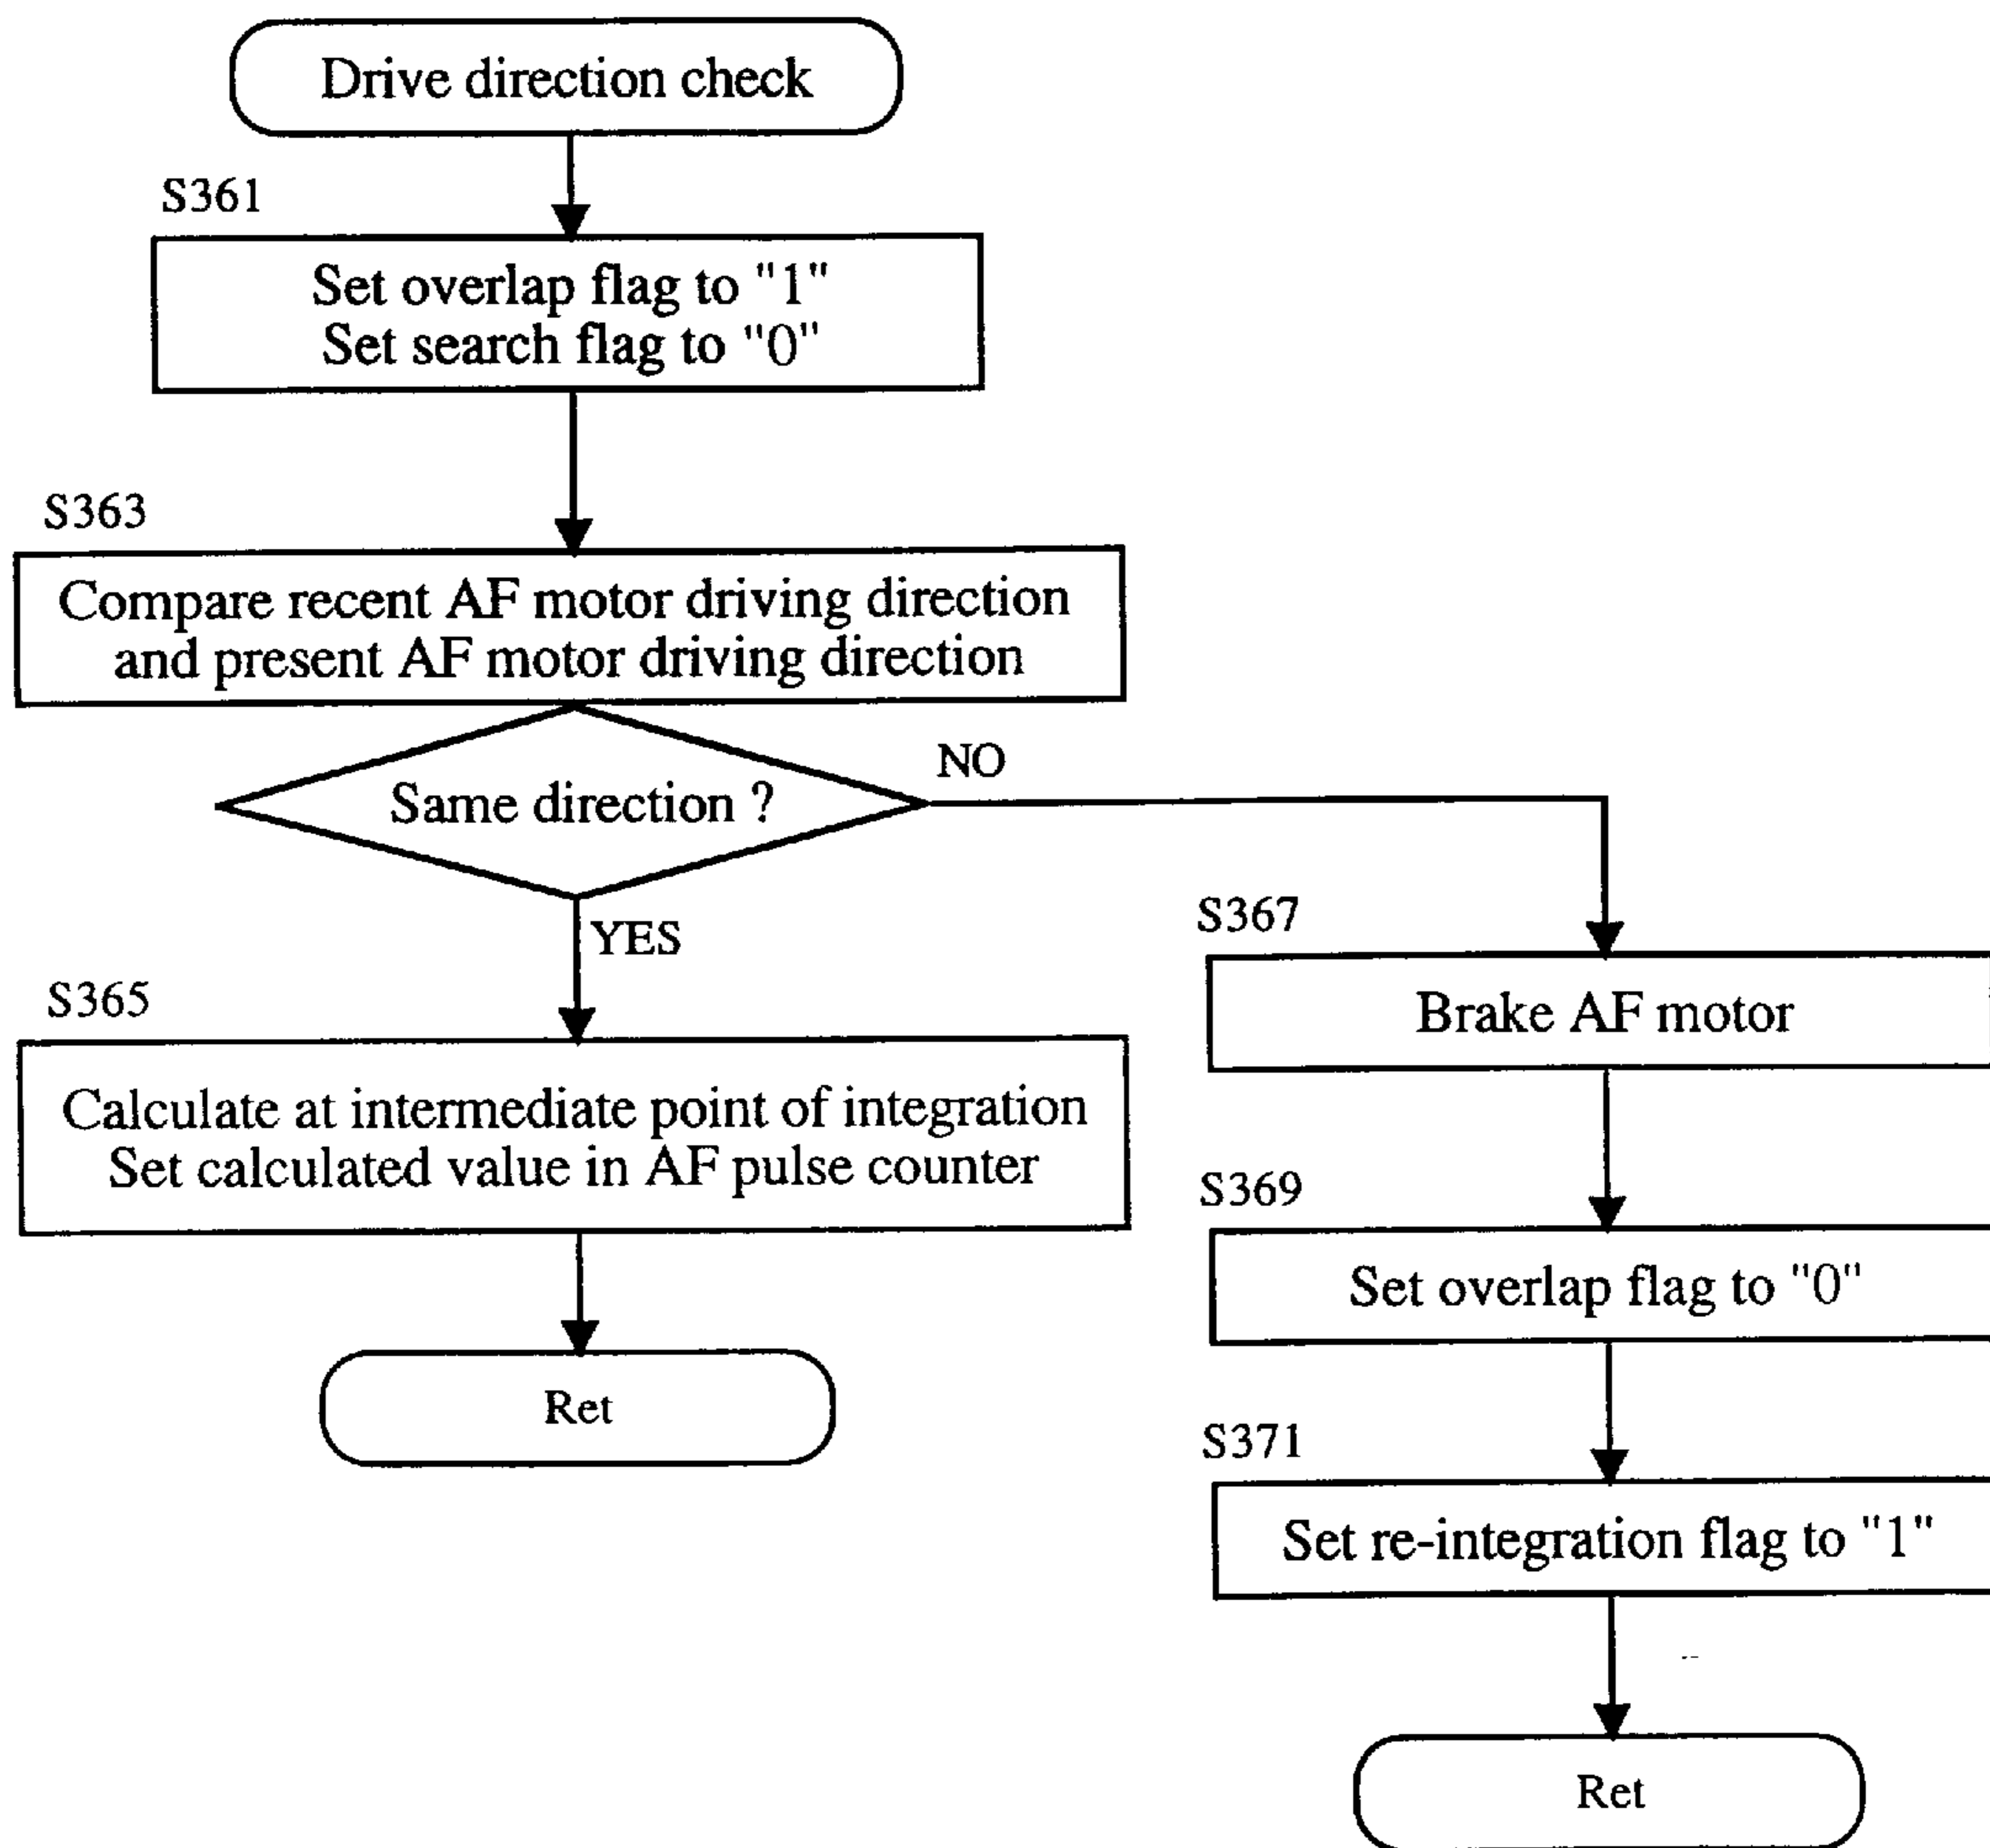 Drive direction check
S361
Set overlap flag to "1"
Set search flag to "0"
S363
Compare recent AF motor driving direction
and present AF motor driving direction
Same direction ?
NO
YES
S365
Calculate at intermediate point of integration
Set calculated value in AF pulse counter
Ret
S367
Brake AF motor
S369
Set overlap flag to "0"
S371
Set re-integration flag to "1"
Ret